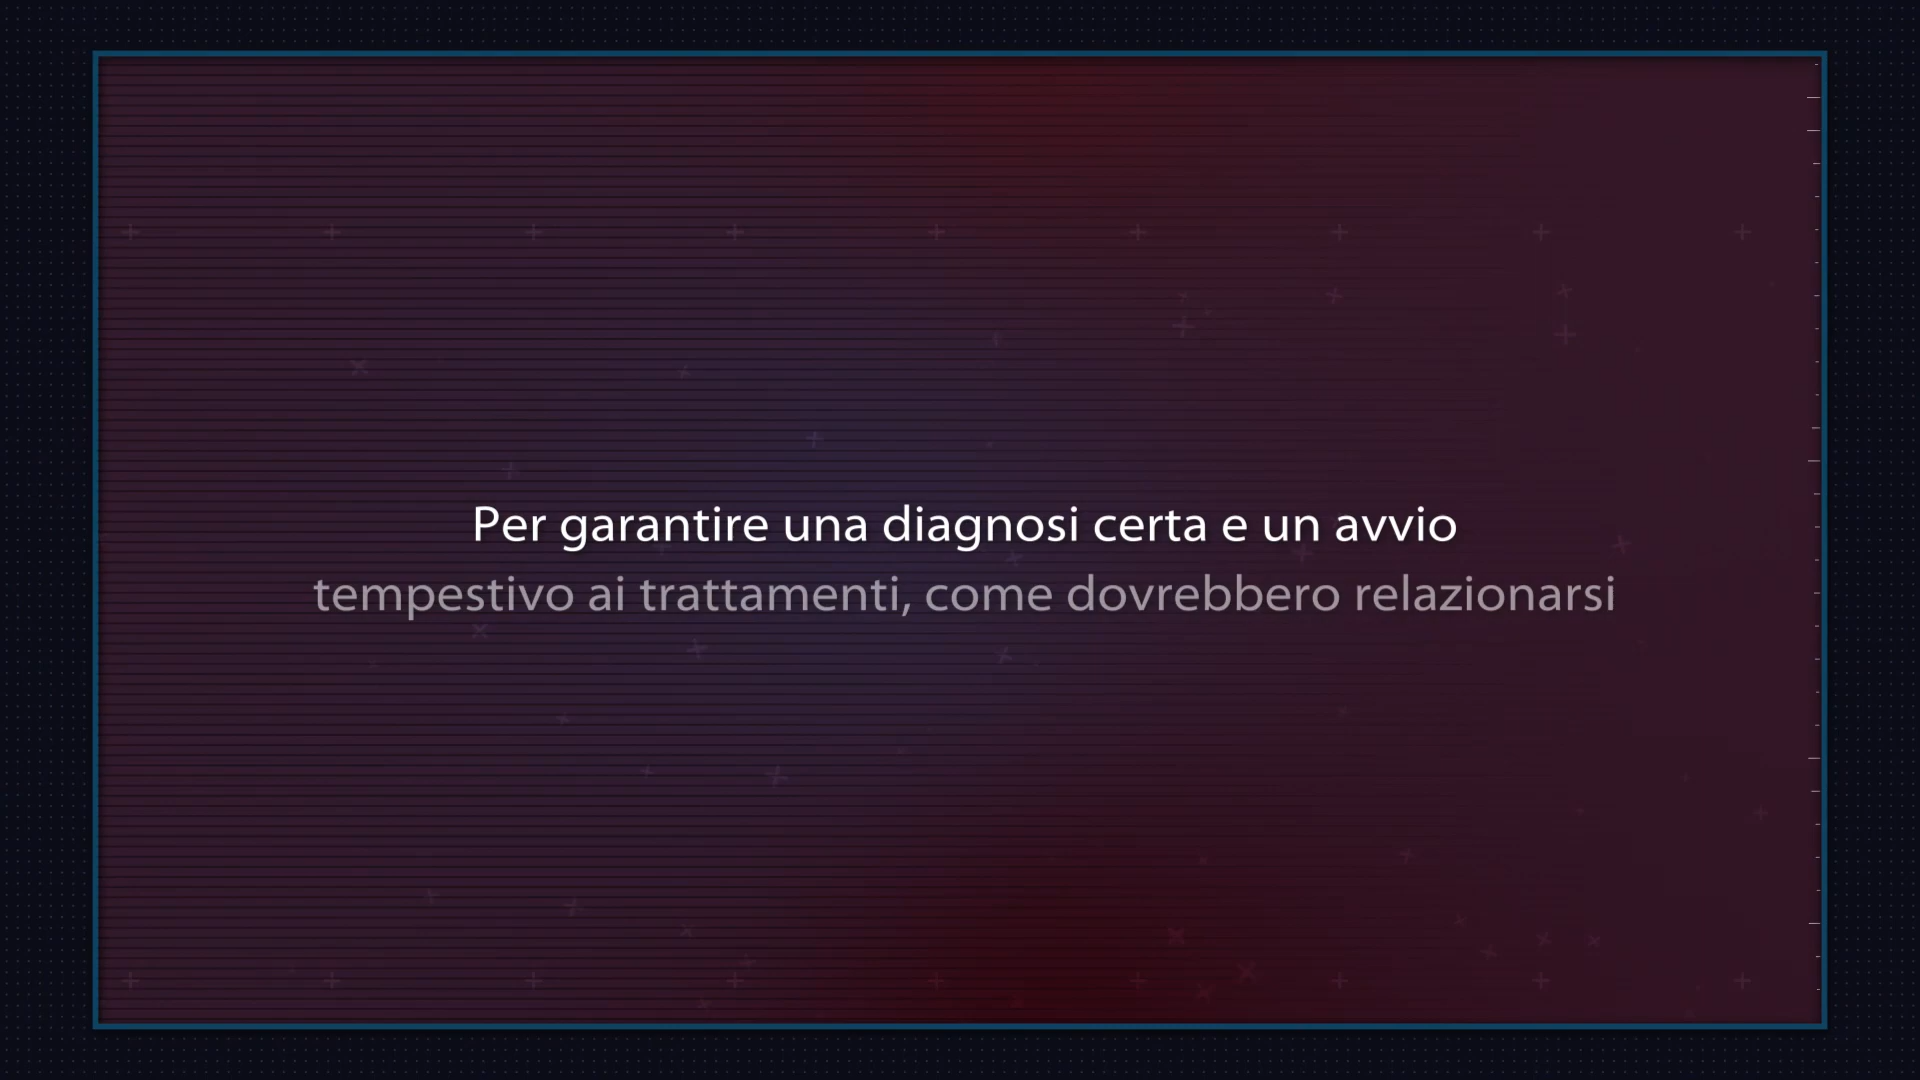 Per garantire una diagnosi certa e un avvio
tempestivo ai trattamenti, come dovrebbero relazionarsi